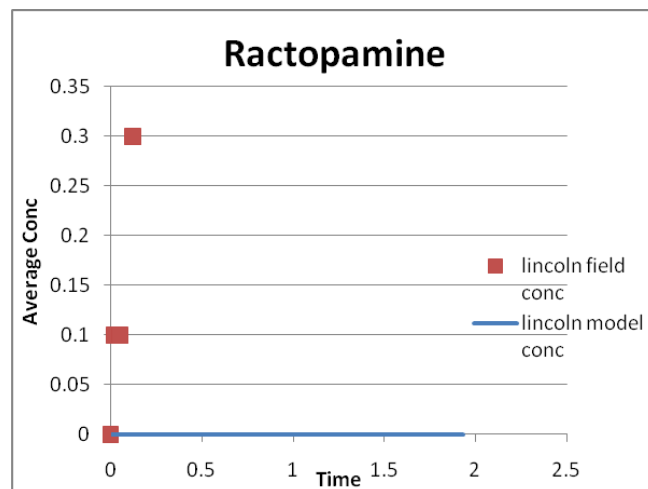 Ractopamine
0.35
0.3
0.25
0.2
0.15
0.1
0.05
0
Average Conc
0 0.5 1 1.5 2 2.5
Time
lincoln field
conc
lincoln model
conc